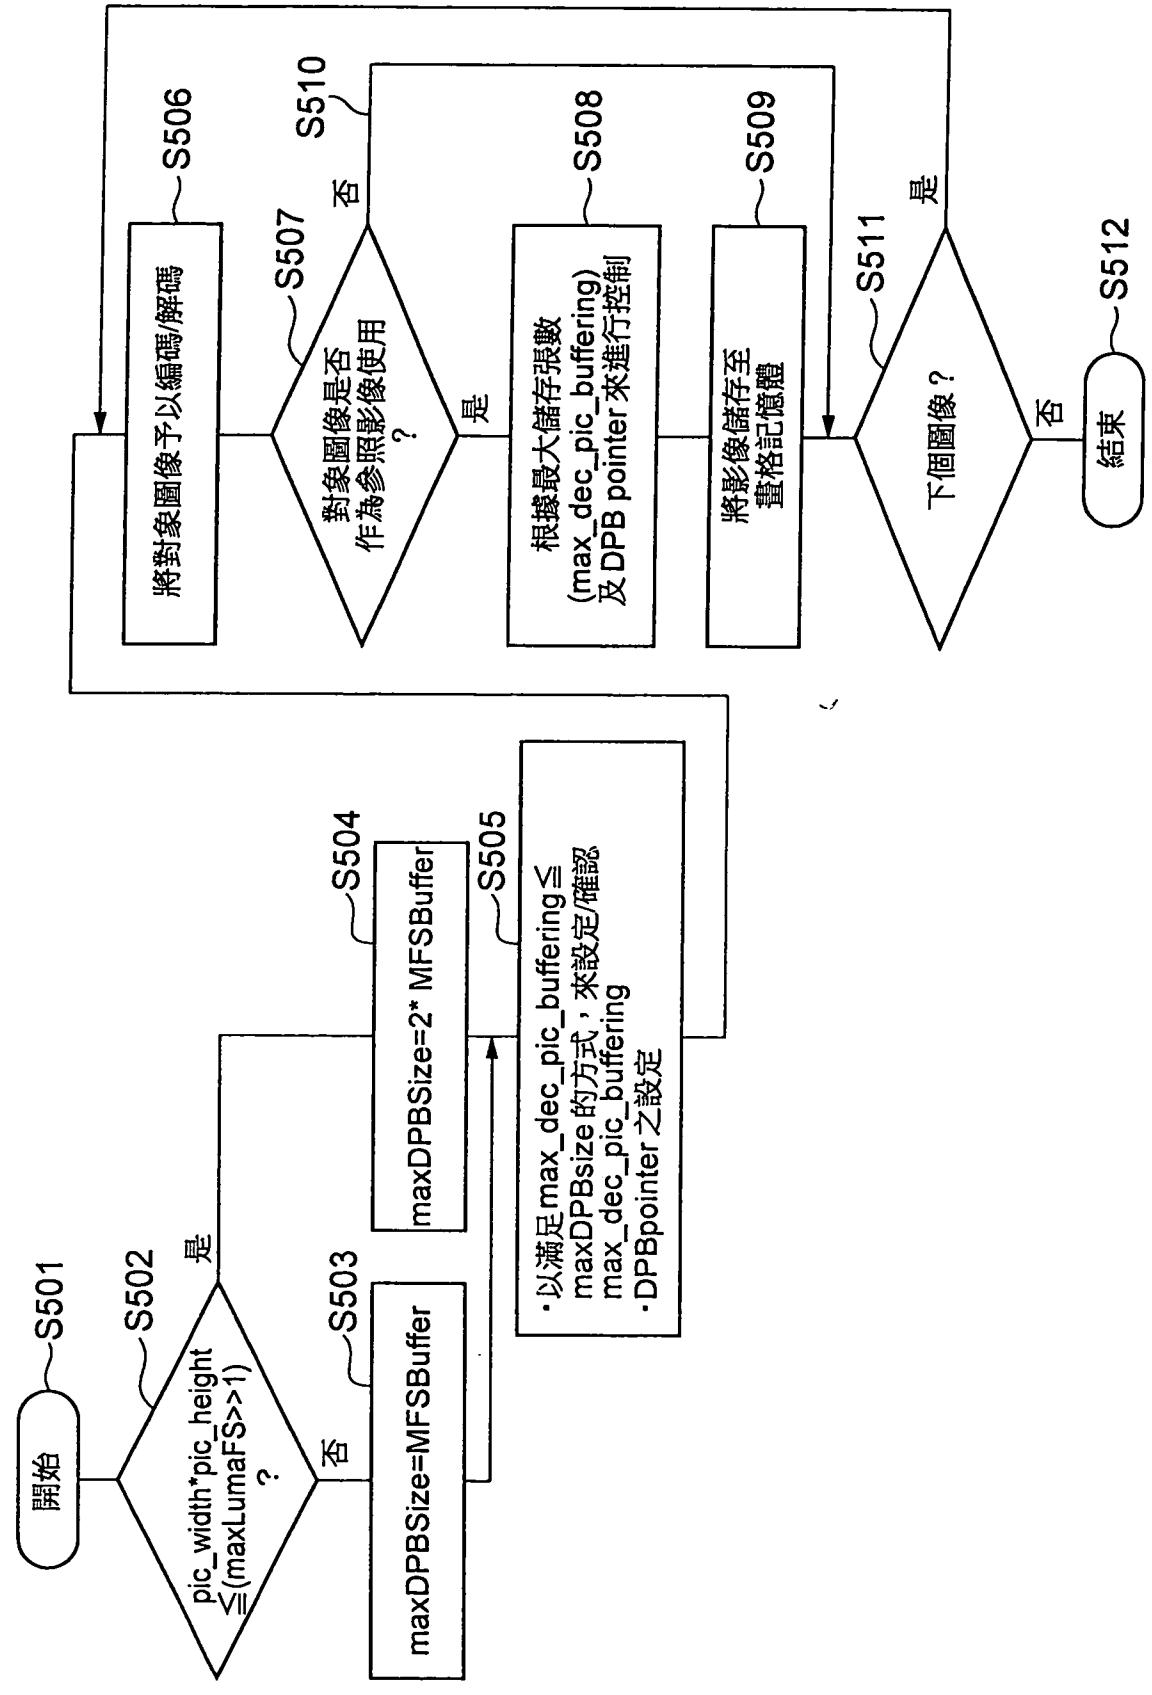 開始
S501
pic_width*pic_height
≦(maxLumaFS>>1)
?
S502
是
否
maxDPBSize=MFSBuffer
S503
maxDPBSize=2* MFSBuffer
S504
‧以滿足max_dec_pic_buffering≦
maxDPBsize的方式，來設定/確認
max_dec_pic_buffering
‧DPBpointer之設定
S505
將對象圖像予以編碼/解碼
S506
對象圖像是否
作為參照影像使用
?
S507
否
S510
是
根據最大儲存張數
(max_dec_pic_buffering)
及DPB pointer來進行控制
S508
將影像儲存至
畫格記憶體
S509
下個圖像？
S511
是
否
結束
S512